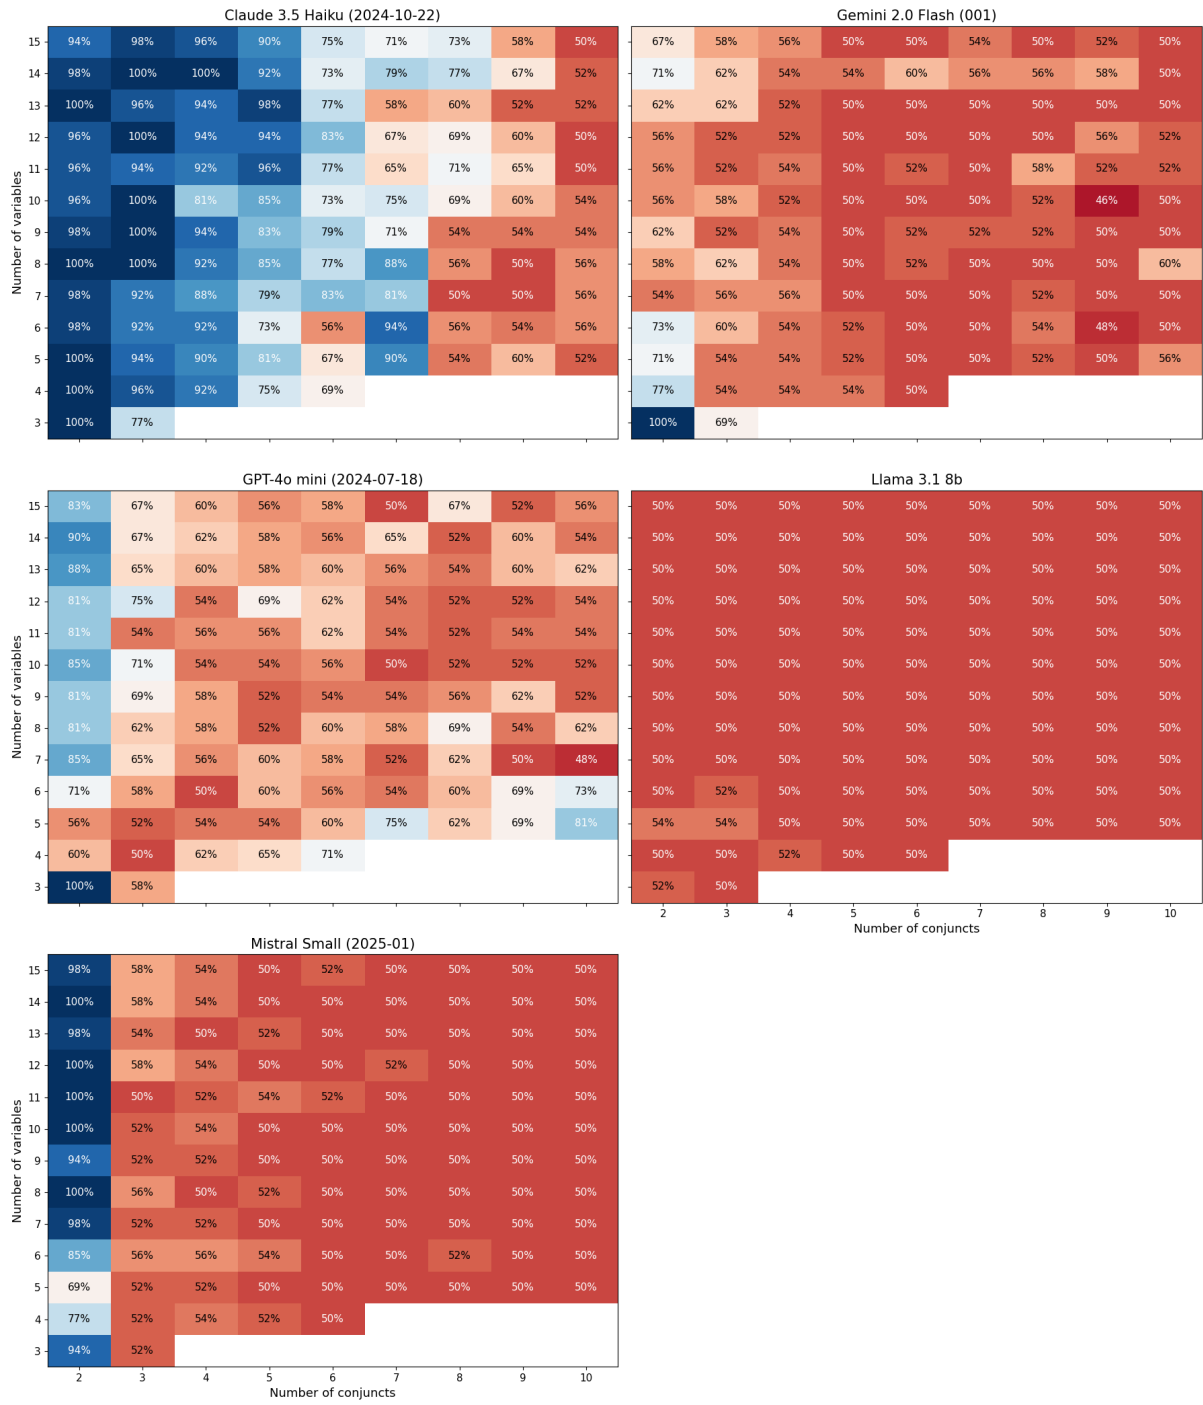 Claude 3.5 Haiku (2024-10-22)
Number of variables
15 94% 98% 96% 90% 75% 71% 73% 58% 50%
14 98% 100% 100% 92% 73% 79% 77% 67% 52%
13 100% 96% 94% 98% 77% 58% 60% 52% 52%
12 96% 100% 94% 94% 83% 67% 69% 60% 50%
11 96% 94% 92% 96% 77% 65% 71% 65% 50%
10 96% 100% 81% 85% 73% 75% 69% 60% 54%
9 98% 100% 94% 83% 79% 71% 54% 54% 54%
8 100% 100% 92% 85% 77% 88% 56% 50% 56%
7 98% 92% 88% 79% 83% 81% 50% 50% 56%
6 98% 92% 92% 73% 56% 94% 56% 54% 56%
5 100% 94% 90% 81% 67% 90% 54% 60% 52%
4 100% 96% 92% 75% 69%
3 100% 77%
Gemini 2.0 Flash (001)
67% 58% 56% 50% 50% 54% 50% 52% 50%
71% 62% 54% 54% 60% 56% 56% 58% 50%
62% 62% 52% 50% 50% 50% 50% 50% 50%
56% 52% 52% 50% 50% 50% 50% 56% 52%
56% 52% 54% 50% 52% 50% 58% 52% 52%
56% 58% 52% 50% 50% 50% 52% 46% 50%
62% 52% 54% 50% 52% 52% 52% 50% 50%
58% 62% 54% 50% 52% 50% 50% 50% 60%
54% 56% 56% 50% 50% 50% 52% 50% 50%
73% 60% 54% 52% 50% 50% 54% 48% 50%
71% 54% 54% 52% 50% 50% 52% 50% 56%
77% 54% 54% 54% 50%
100% 69%
GPT-4o mini (2024-07-18)
Number of variables
15 83% 67% 60% 56% 58% 50% 67% 52% 56%
14 90% 67% 62% 58% 56% 65% 52% 60% 54%
13 88% 65% 60% 58% 60% 56% 54% 60% 62%
12 81% 75% 54% 69% 62% 54% 52% 52% 54%
11 81% 54% 56% 56% 62% 54% 52% 54% 54%
10 85% 71% 54% 54% 56% 50% 52% 52% 52%
9 81% 69% 58% 52% 54% 54% 56% 62% 52%
8 81% 62% 58% 52% 60% 58% 69% 54% 62%
7 85% 65% 56% 60% 58% 52% 62% 50% 48%
6 71% 58% 50% 60% 56% 54% 60% 69% 73%
5 56% 52% 54% 54% 60% 75% 62% 69% 81%
4 60% 50% 62% 65% 71%
3 100% 58%
Llama 3.1 8b
50% 50% 50% 50% 50% 50% 50% 50% 50%
50% 50% 50% 50% 50% 50% 50% 50% 50%
50% 50% 50% 50% 50% 50% 50% 50% 50%
50% 50% 50% 50% 50% 50% 50% 50% 50%
50% 50% 50% 50% 50% 50% 50% 50% 50%
50% 50% 50% 50% 50% 50% 50% 50% 50%
50% 50% 50% 50% 50% 50% 50% 50% 50%
50% 50% 50% 50% 50% 50% 50% 50% 50%
50% 50% 50% 50% 50% 50% 50% 50% 50%
50% 52% 50% 50% 50% 50% 50% 50% 50%
54% 54% 50% 50% 50% 50% 50% 50% 50%
50% 50% 52% 50% 50%
52% 50%
2 3 4 5 6 7 8 9 10
Number of conjuncts
Mistral Small (2025-01)
Number of variables
15 98% 58% 54% 50% 52% 50% 50% 50% 50%
14 100% 58% 54% 50% 50% 50% 50% 50% 50%
13 98% 54% 50% 52% 50% 50% 50% 50% 50%
12 100% 58% 54% 50% 50% 52% 50% 50% 50%
11 100% 50% 52% 54% 52% 50% 50% 50% 50%
10 100% 52% 54% 50% 50% 50% 50% 50% 50%
9 94% 52% 52% 50% 50% 50% 50% 50% 50%
8 100% 56% 50% 52% 50% 50% 50% 50% 50%
7 98% 52% 52% 50% 50% 50% 50% 50% 50%
6 85% 56% 56% 54% 50% 50% 52% 50% 50%
5 69% 52% 52% 50% 50% 50% 50% 50% 50%
4 77% 52% 54% 52% 50%
3 94% 52%
2 3 4 5 6 7 8 9 10
Number of conjuncts